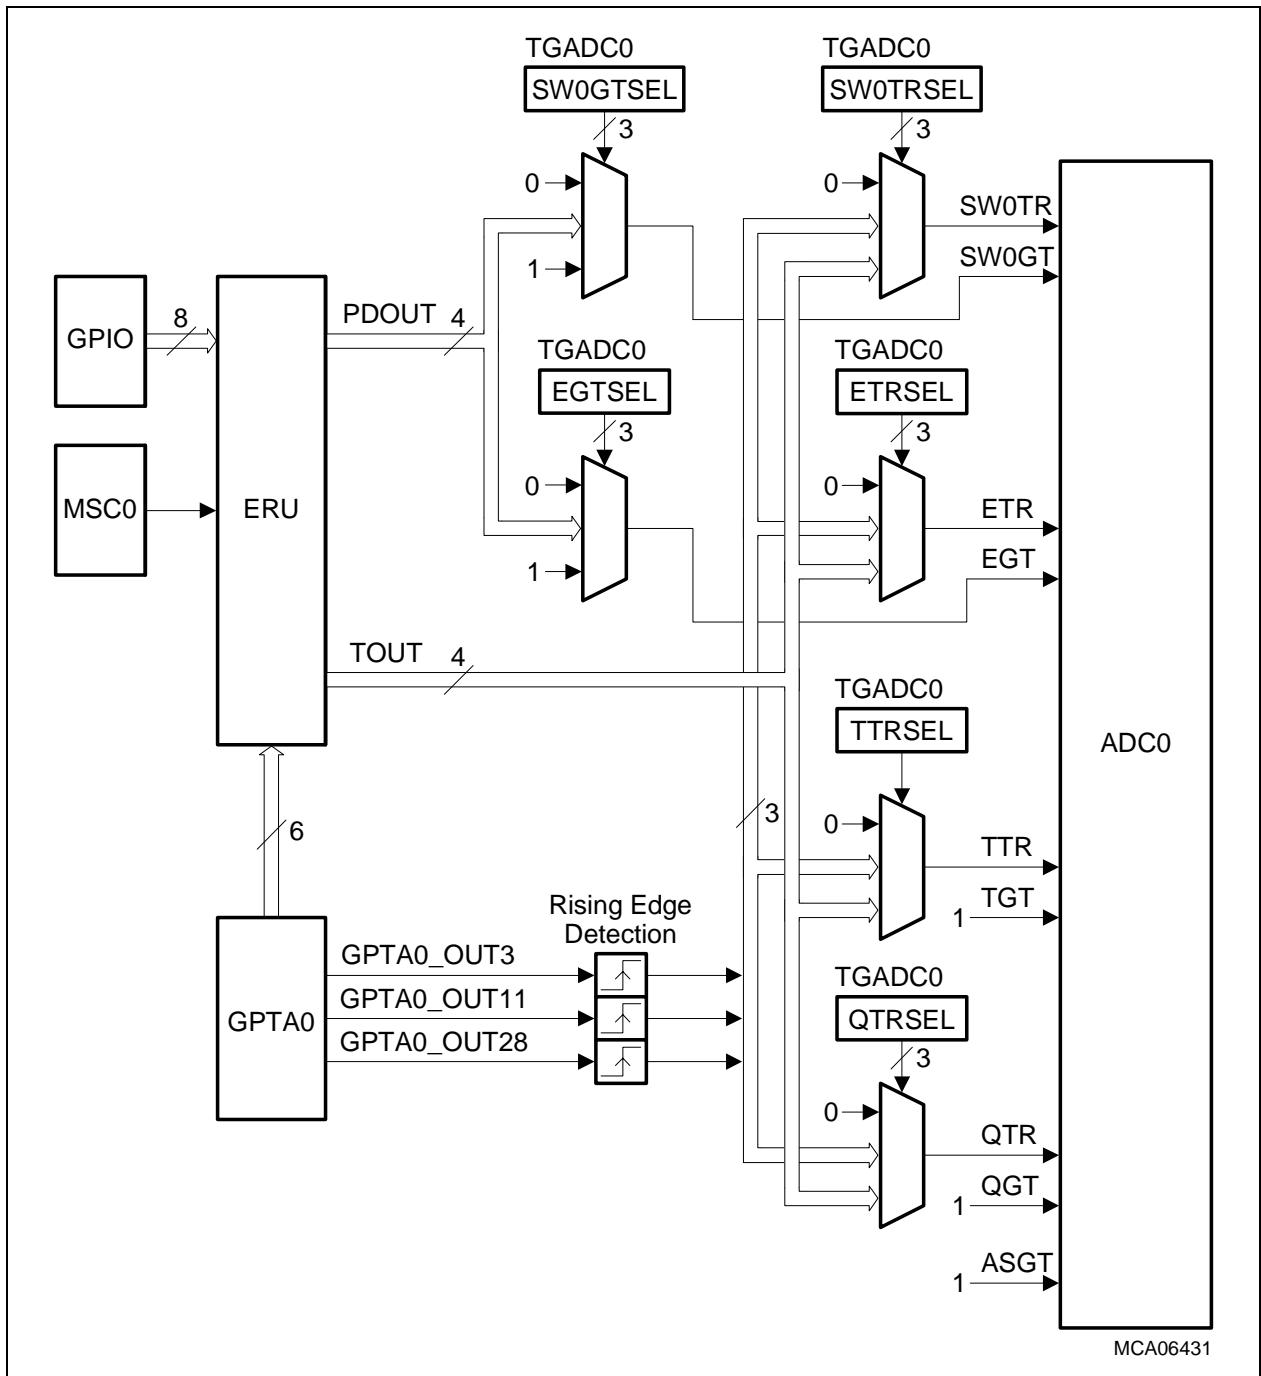 TGADC0
SW0GTSEL
3
0
1
TGADC0
SW0TRSEL
3
0
SW0TR
SW0GT
GPIO
8
ERU
PDOUT
4
MSC0
TGADC0
EGTSEL
3
0
1
TGADC0
ETRSEL
3
0
ETR
EGT
TOUT
4
TGADC0
TTRSEL
0
TTR
1
TGT
ADC0
3
6
GPTA0
GPTA0_OUT3
GPTA0_OUT11
GPTA0_OUT28
Rising Edge
Detection
TGADC0
QTRSEL
3
0
QTR
1
QGT
1
ASGT
MCA06431